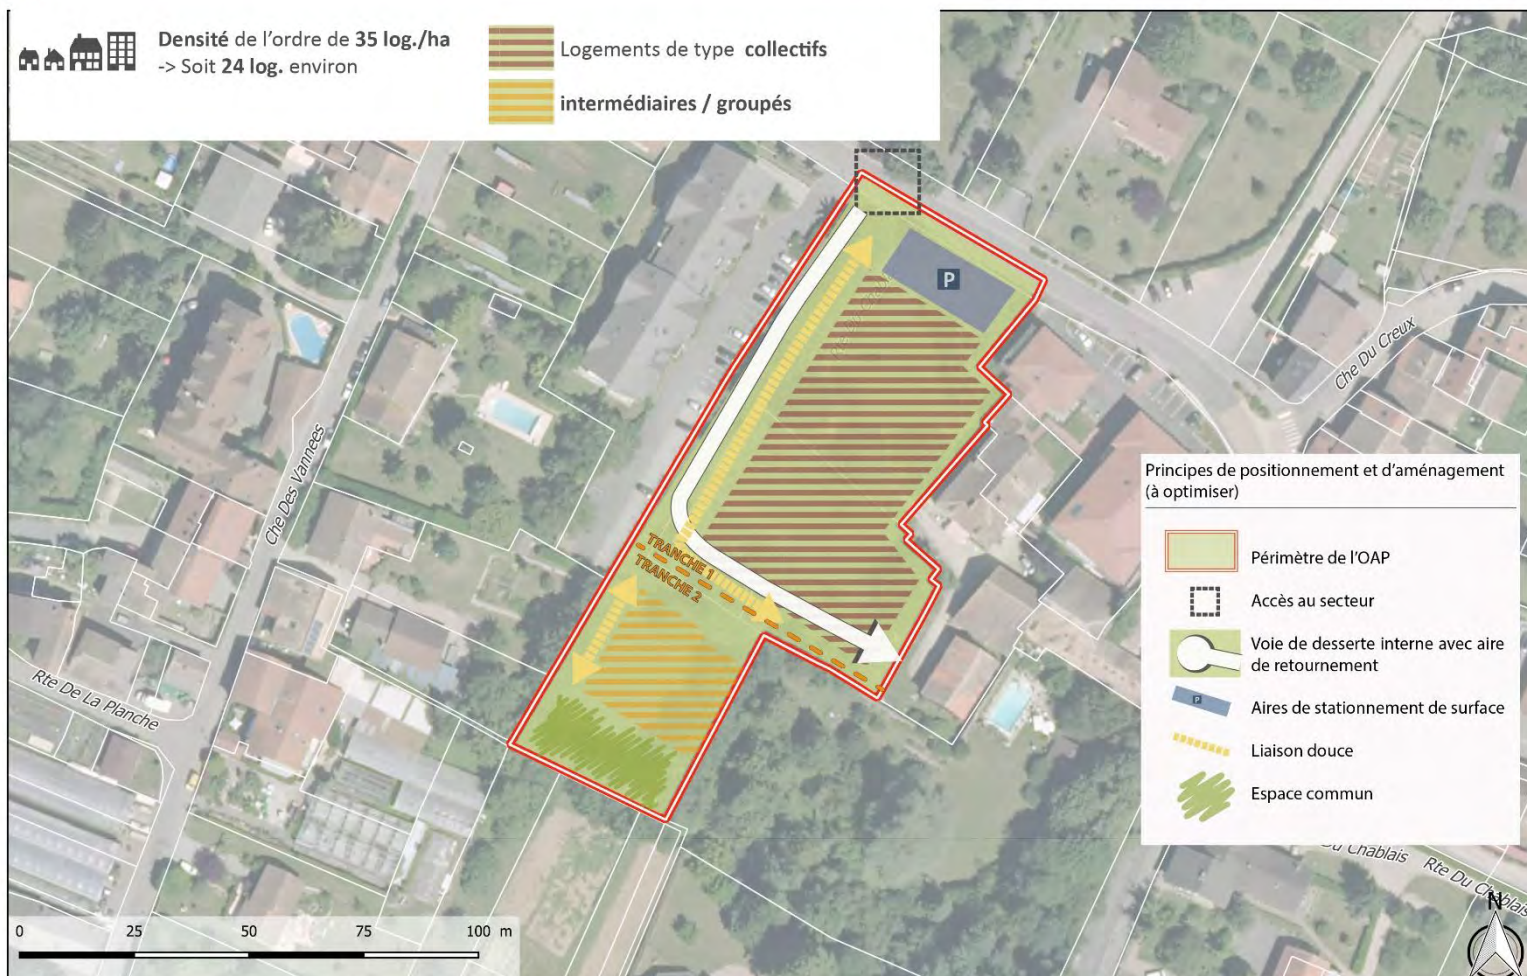 Densité de l'ordre de 35 log./ha
-> Soit 24 log. environ
Logements de type collectifs
intermédiaires / groupés
P
Che Du Creux
Che Des Vannees
TRANCHE 1
TRANCHE 2
Rte De La Planche
Principes de positionnement et d'aménagement
(à optimiser)
Périmètre de l'OAP
Accès au secteur
Voie de desserte interne avec aire
de retournement
P
Aires de stationnement de surface
Liaison douce
Espace commun
Du Chablais
Rte Du Chablais
N
0 25 50 75 100 m